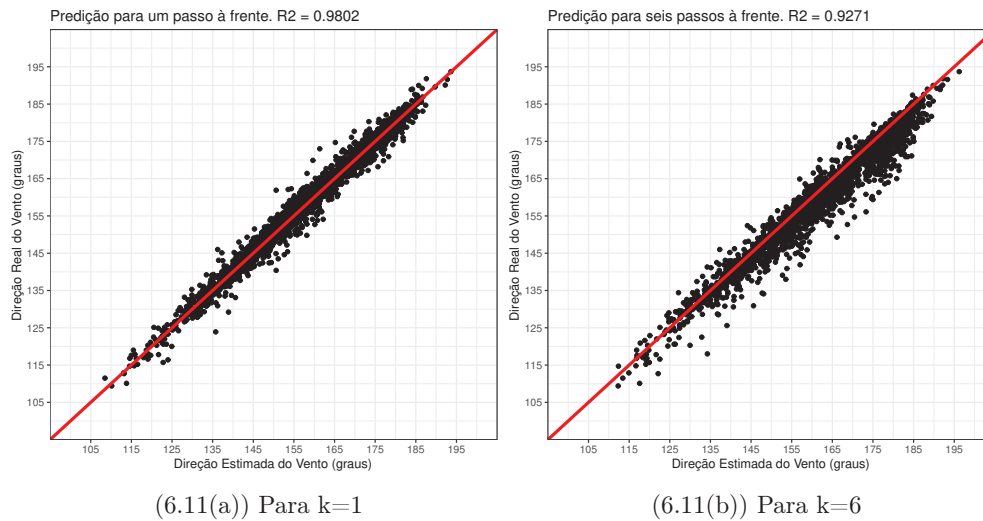 Predição para um passo à frente. R2 = 0.9802
Direção Real do Vento (graus)
195
185
175
165
155
145
135
125
115
105
105 115 125 135 145 155 165 175 185 195
Direção Estimada do Vento (graus)
(6.11(a)) Para k=1
Predição para seis passos à frente. R2 = 0.9271
Direção Real do Vento (graus)
195
185
175
165
155
145
135
125
115
105
105 115 125 135 145 155 165 175 185 195
Direção Estimada do Vento (graus)
(6.11(b)) Para k=6